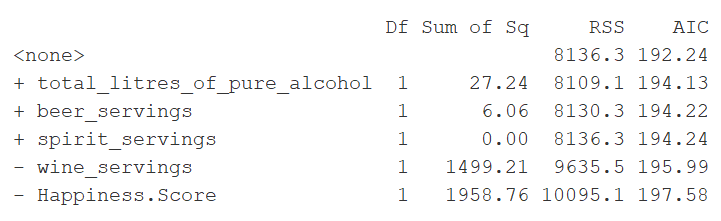 Df Sum of Sq RSS AIC
<none> 8136.3 192.24
+ total_litres_of_pure_alcohol 1 27.24 8109.1 194.13
+ beer_servings 1 6.06 8130.3 194.22
+ spirit_servings 1 0.00 8136.3 194.24
- wine_servings 1 1499.21 9635.5 195.99
- Happiness.Score 1 1958.76 10095.1 197.58